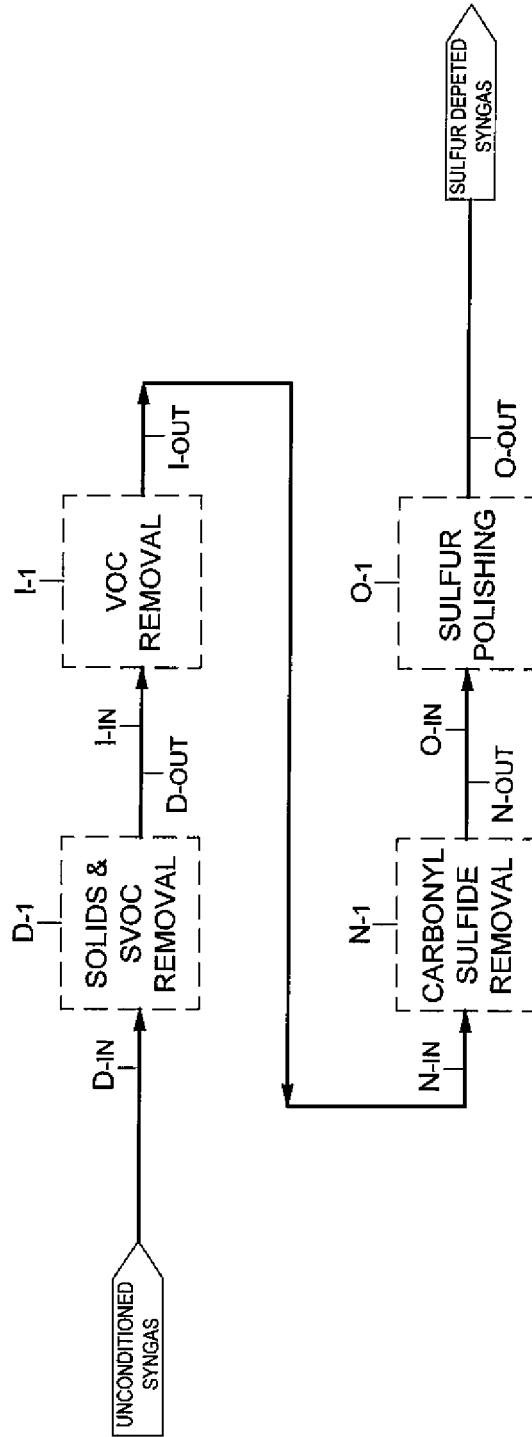 UNCONDITIONED
SYNGAS
D-IN
D-1
SOLIDS &
SVOC
REMOVAL
D-OUT
I-IN
I-1
VOC
REMOVAL
I-OUT
N-IN
N-1
CARBONYL
SULFIDE
REMOVAL
N-OUT
O-IN
O-1
SULFUR
POLISHING
O-OUT
SULFUR DEPETED
SYNGAS